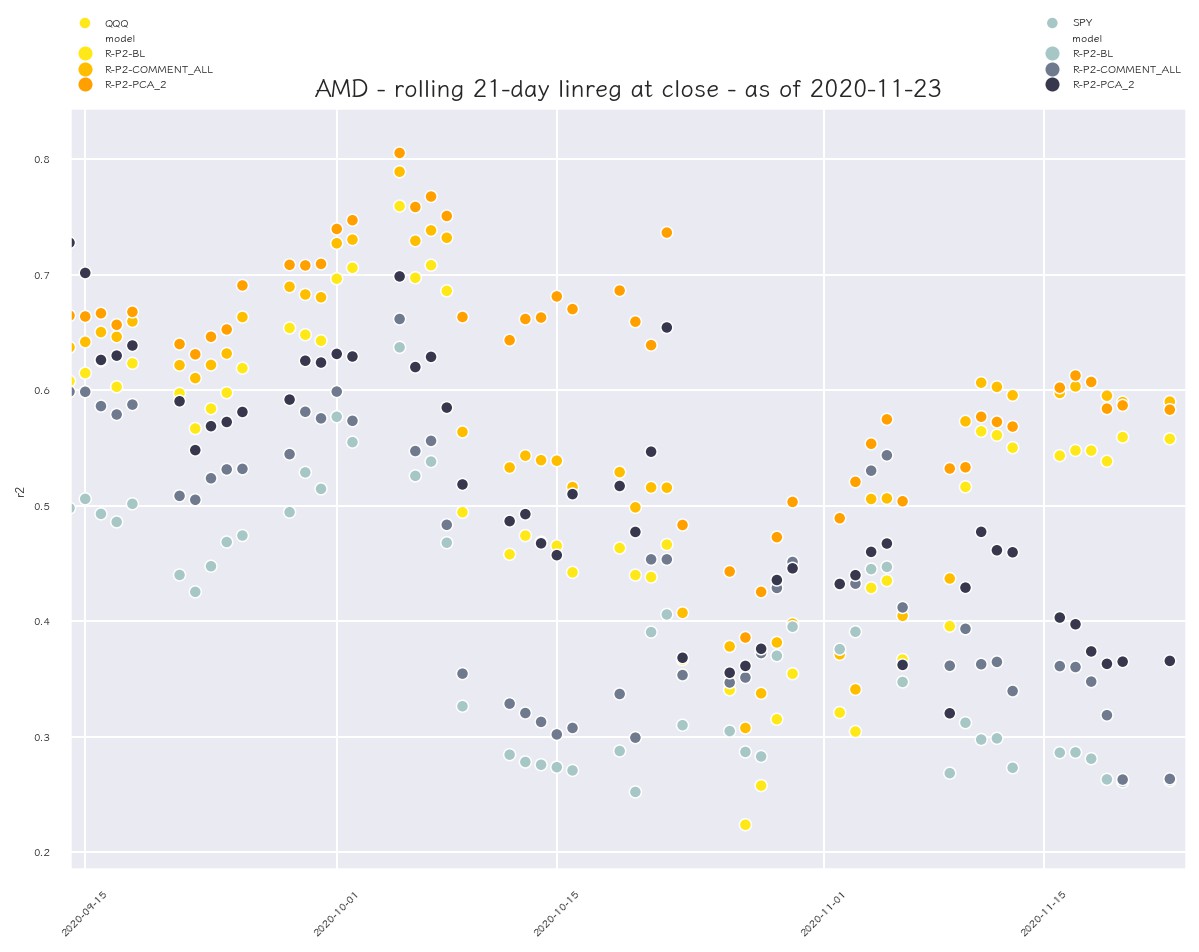 QQQ
model
R-P2-BL
R-P2-COMMENT_ALL
R-P2-PCA_2
SPY
model
R-P2-BL
R-P2-COMMENT_ALL
R-P2-PCA_2
AMD - rolling 21-day linreg at close - as of 2020-11-23
r2
0.8
0.7
0.6
0.5
0.4
0.3
0.2
2020-09-15
2020-10-01
2020-10-15
2020-11-01
2020-11-15